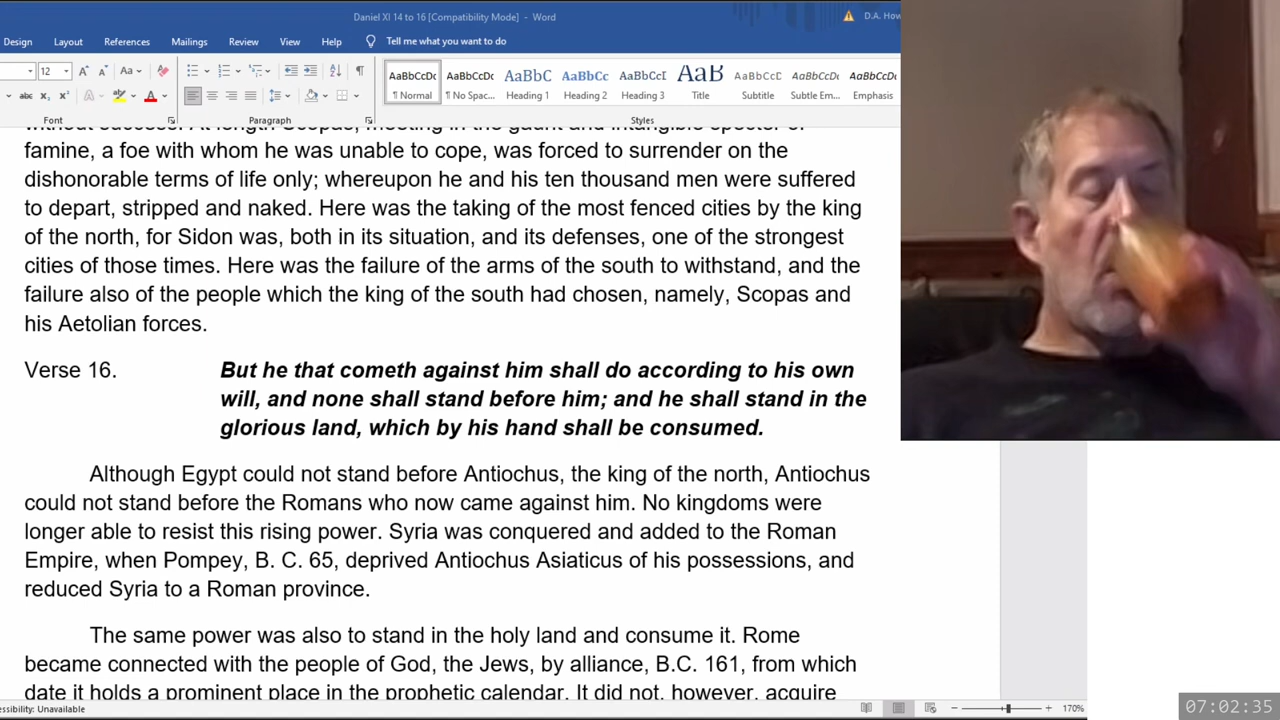 Daniel XI 14 to 16 [Compatibility Mode] - Word
D.A. How
Design Layout References Mailings Review View Help Tell me what you want to do
12 Aa
AaBbCcDc AaBbCcDc AaBbC AaBbCc AaBbCcI AaB AaBbCcD AaBbCcDc AaBbCcDc
¶ Normal ¶ No Spac... Heading 1 Heading 2 Heading 3 Title Subtitle Subtle Em... Emphasis
Font Paragraph Styles
without success. At length Scopas, meeting in the gaunt and intangible specter of
famine, a foe with whom he was unable to cope, was forced to surrender on the
dishonorable terms of life only; whereupon he and his ten thousand men were suffered
to depart, stripped and naked. Here was the taking of the most fenced cities by the king
of the north, for Sidon was, both in its situation, and its defenses, one of the strongest
cities of those times. Here was the failure of the arms of the south to withstand, and the
failure also of the people which the king of the south had chosen, namely, Scopas and
his Aetolian forces.
Verse 16. But he that cometh against him shall do according to his own
will, and none shall stand before him; and he shall stand in the
glorious land, which by his hand shall be consumed.
Although Egypt could not stand before Antiochus, the king of the north, Antiochus
could not stand before the Romans who now came against him. No kingdoms were
longer able to resist this rising power. Syria was conquered and added to the Roman
Empire, when Pompey, B. C. 65, deprived Antiochus Asiaticus of his possessions, and
reduced Syria to a Roman province.
The same power was also to stand in the holy land and consume it. Rome
became connected with the people of God, the Jews, by alliance, B.C. 161, from which
date it holds a prominent place in the prophetic calendar. It did not, however, acquire
ssibility: Unavailable
170%
07:02:35